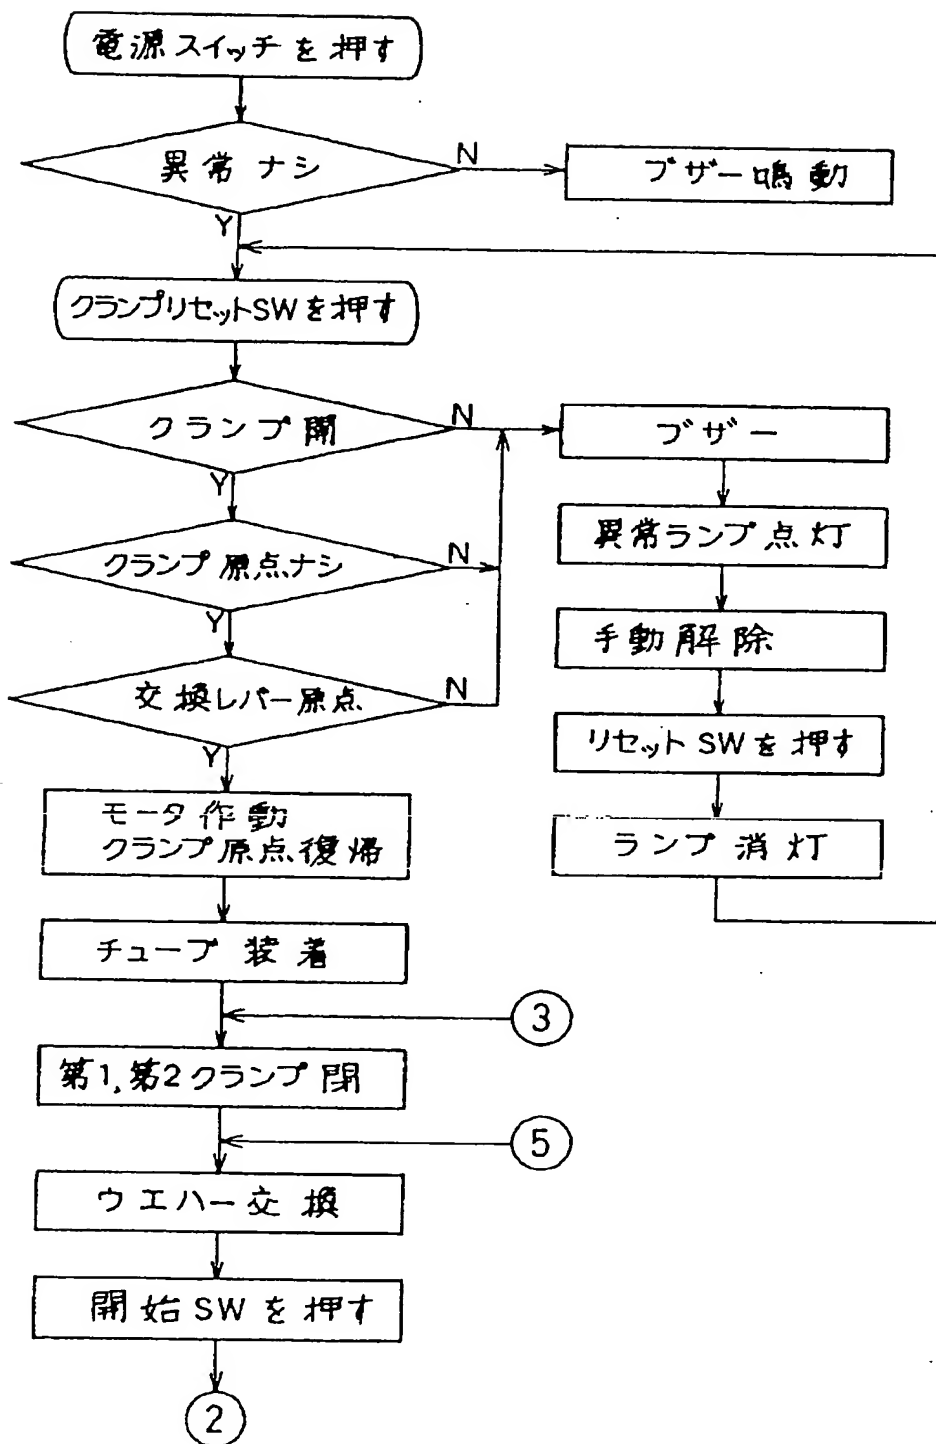 電源スイッチを押す
異常ナシ
N
ブザー鳴動
Y
クランプリセットSWを押す
クランプ開
N
ブザー
Y
異常ランプ点灯
クランプ原点ナシ
N
Y
手動解除
交換レバー原点
N
リセットSWを押す
Y
モータ作動
クランプ原点復帰
ランプ消灯
チューブ装着
3
第1,第2クランプ閉
5
ウエハー交換
開始SWを押す
2